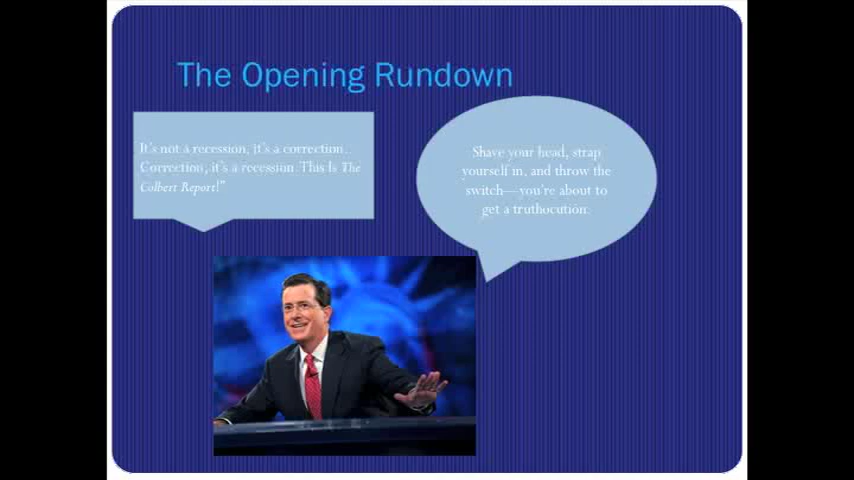 The Opening Rundown
It's not a recession, it's a correction.
Correction, it's a recession. This Is The
Colbert Report!"
Shave your head, strap
yourself in, and throw the
switch—you're about to
get a truthocution.